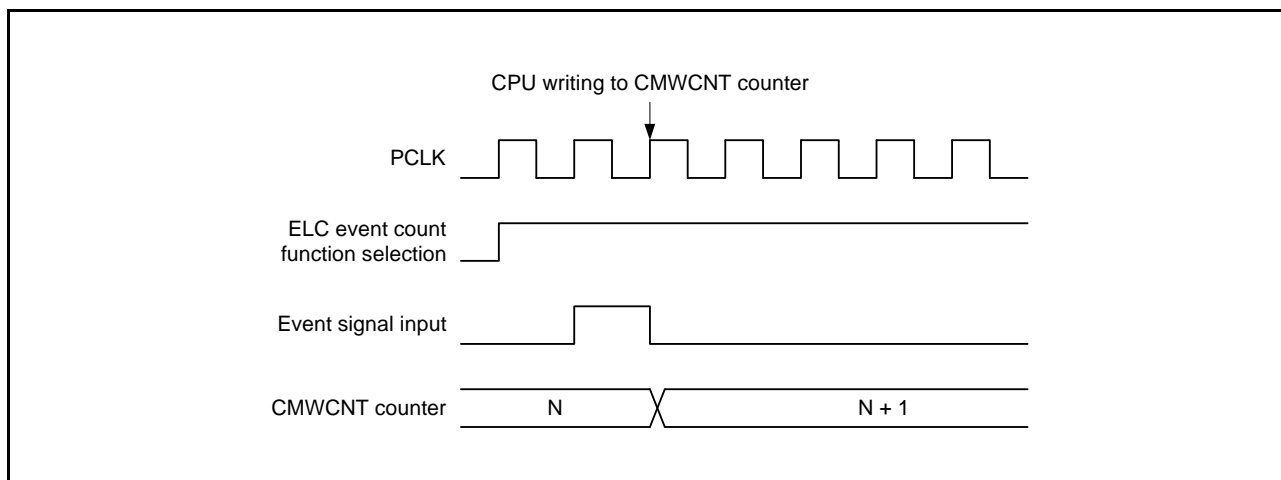 CPU writing to CMWCNT counter
PCLK
ELC event count
function selection
Event signal input
CMWCNT counter
N
N + 1